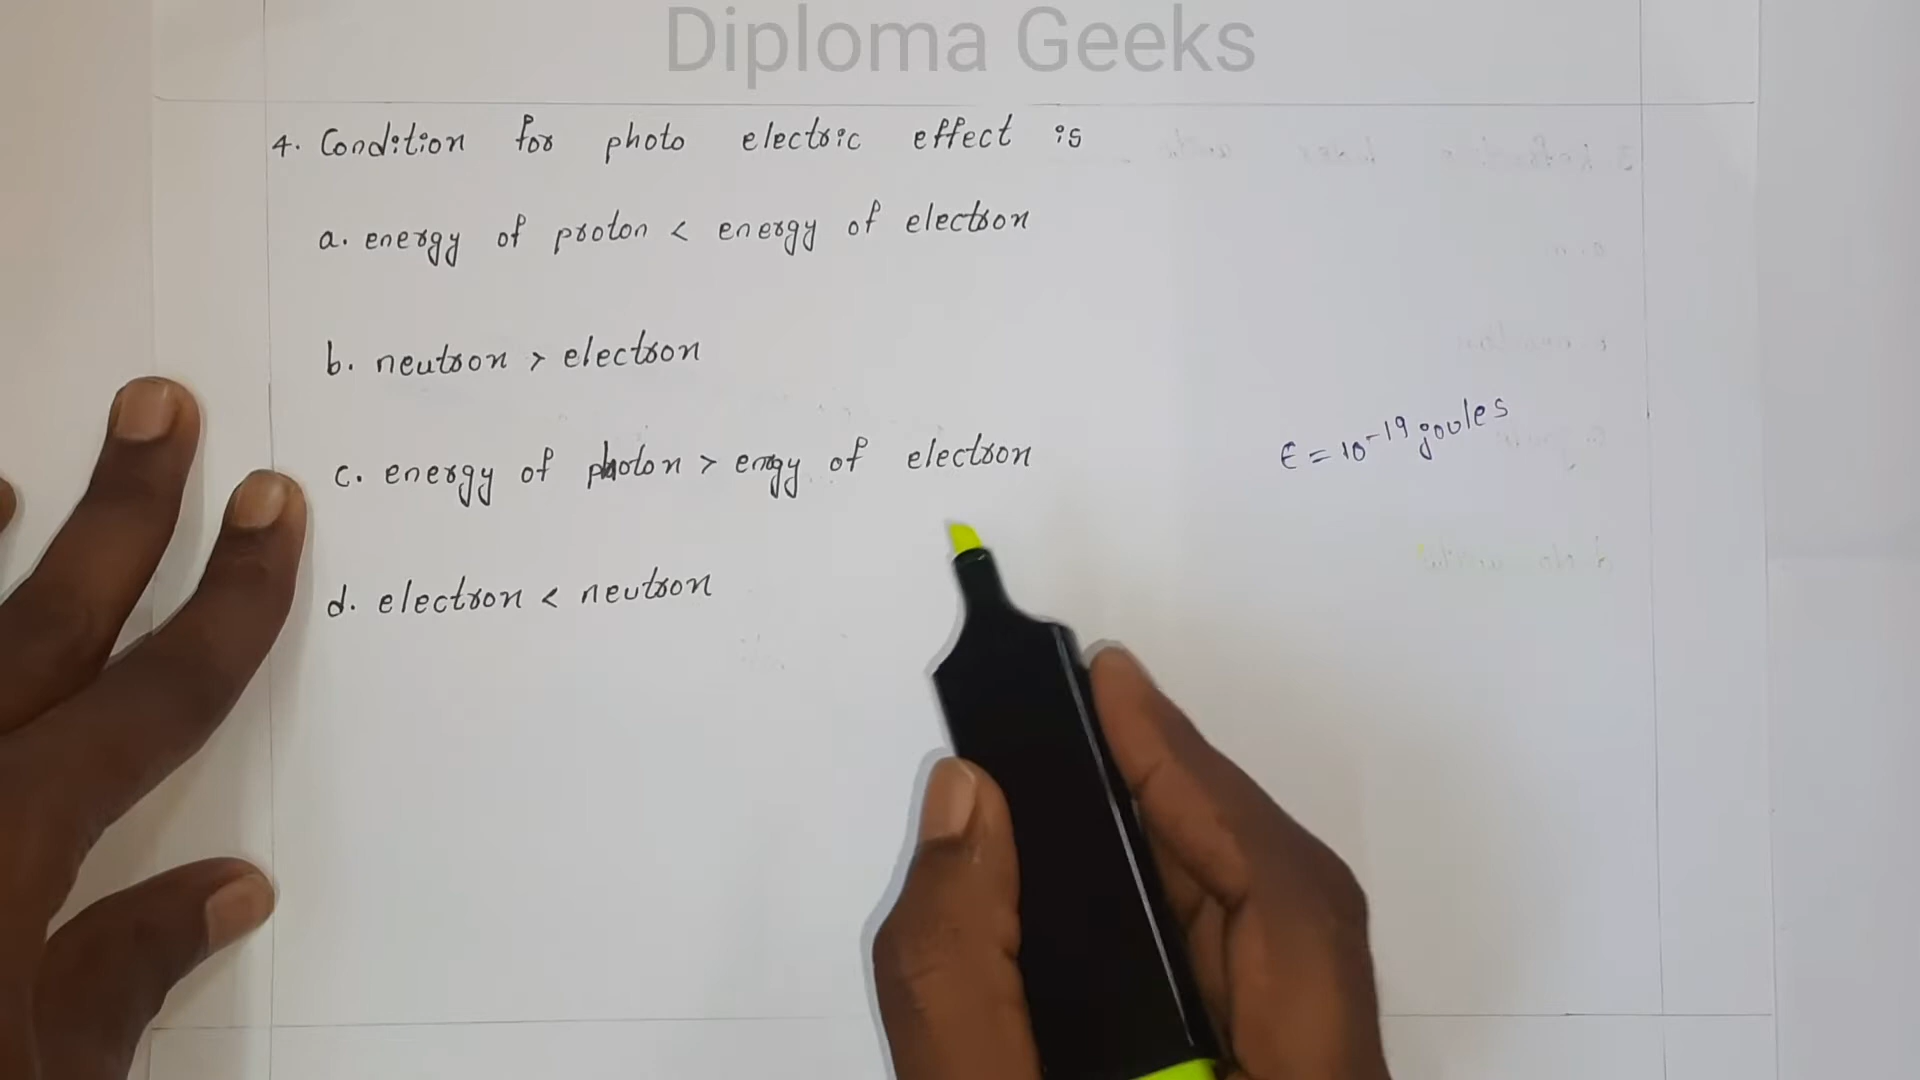 Diploma Geeks
4. Condition for photo electric effect is
a. energy of proton < energy of electron
b. neutron > electron
c. energy of photon > enrgy of electron
E = 10⁻¹⁹ joules
d. electron < neutron